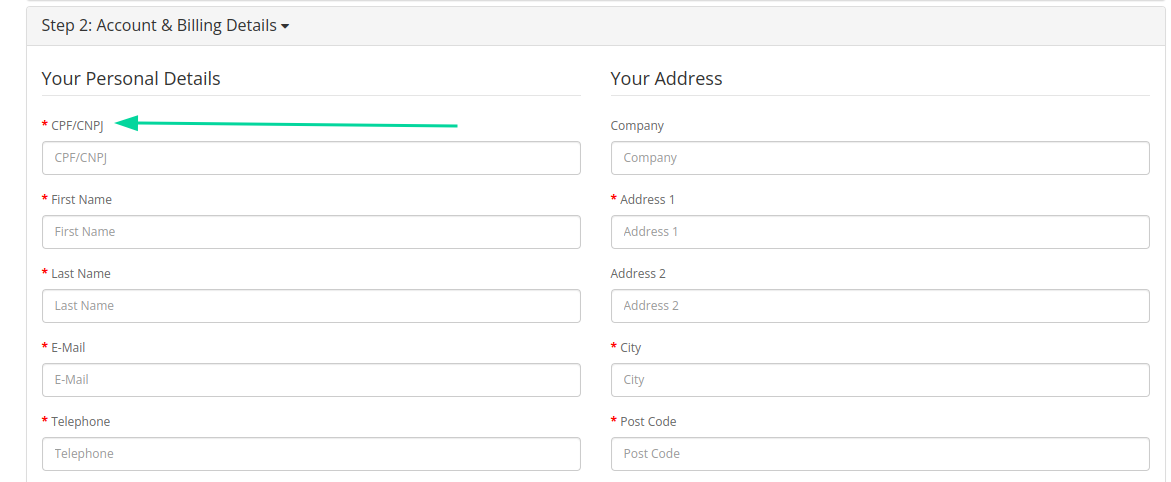 Step 2: Account & Billing Details
Your Personal Details
* CPF/CNPJ
CPF/CNPJ
* First Name
First Name
* Last Name
Last Name
* E-Mail
E-Mail
* Telephone
Telephone
Your Address
Company
Company
* Address 1
Address 1
Address 2
Address 2
* City
City
* Post Code
Post Code